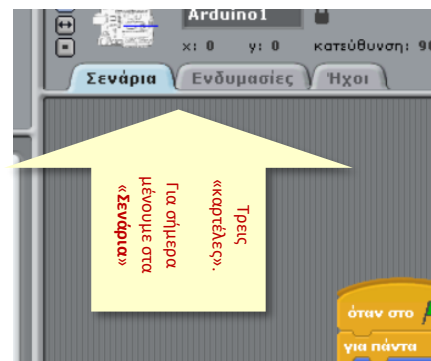 Arduino1
x: 0 y: 0 κατεύθυνση: 90
Σενάρια Ενδυμασίες Ήχοι
Τρεις
«καρτέλες».
Για σήμερα
μένουμε στα
«Σενάρια»
όταν στο
για πάντα